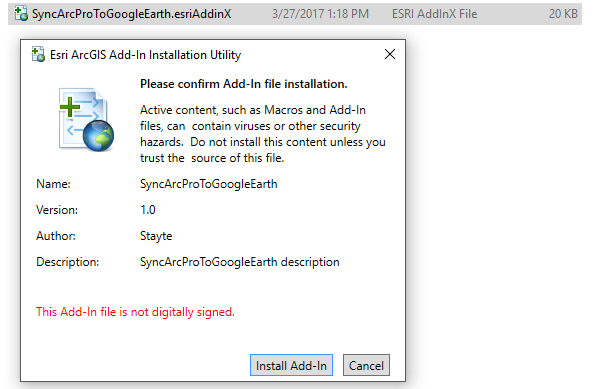 SyncArcProToGoogleEarth.esriAddinX 3/27/2017 1:18 PM ESRI AddInX File 20 KB
Esri ArcGIS Add-In Installation Utility
Please confirm Add-In file installation.
Active content, such as Macros and Add-In
files, can contain viruses or other security
hazards. Do not install this content unless you
trust the source of this file.
Name: SyncArcProToGoogleEarth
Version: 1.0
Author: Stayte
Description: SyncArcProToGoogleEarth description
This Add-In file is not digitally signed.
Install Add-In Cancel